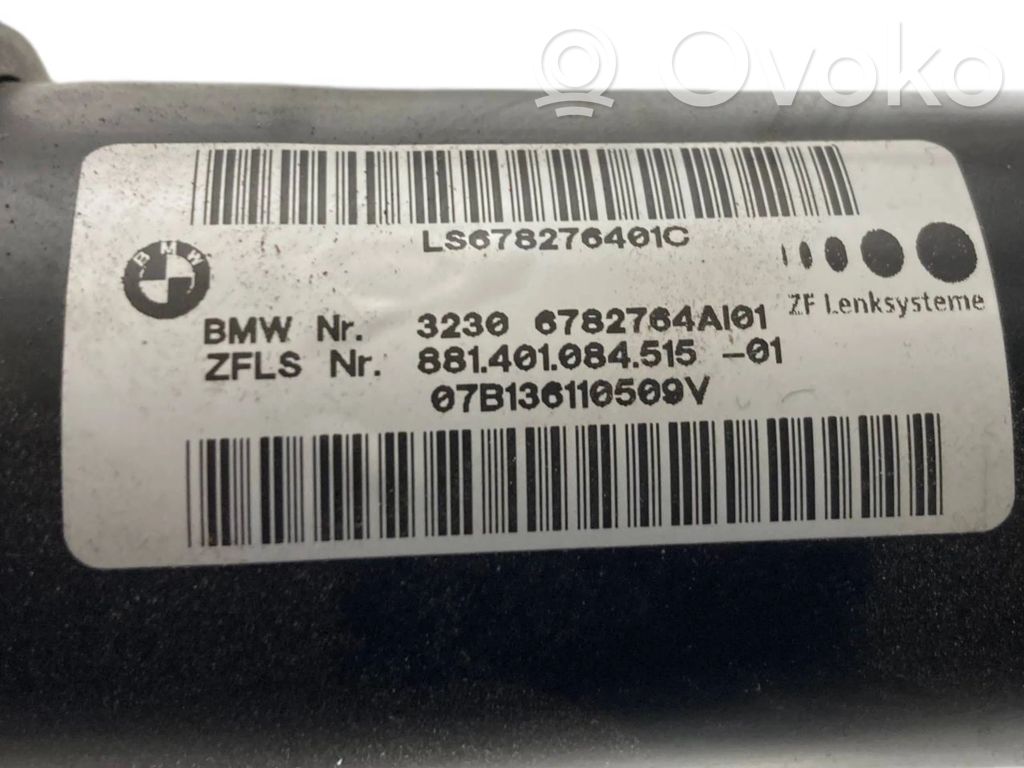 Ovoko
LS678276401C
BMW
ZF Lenksysteme
BMW Nr. 3230 6782764AI01
ZFLS Nr. 881.401.084.515 -01
07B136110509V